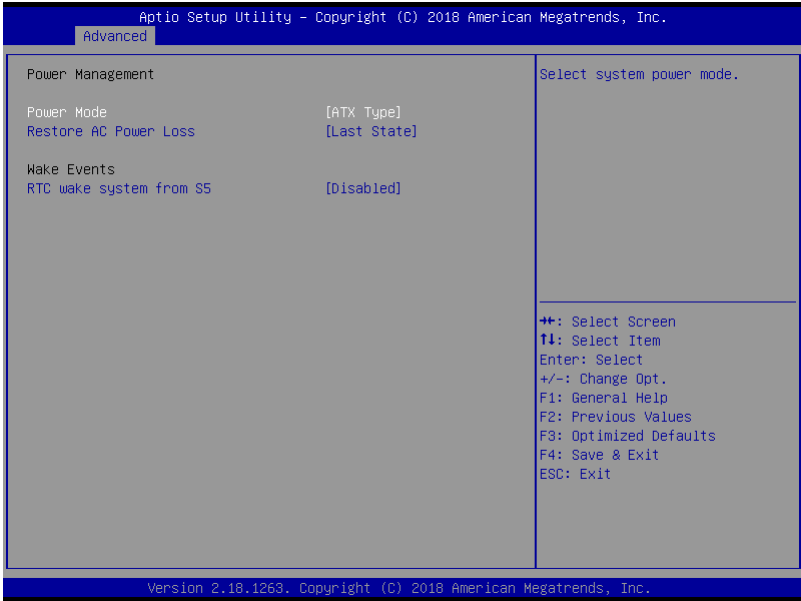 Aptio Setup Utility – Copyright (C) 2018 American Megatrends, Inc.
Advanced
Power Management
Power Mode [ATX Type]
Restore AC Power Loss [Last State]
Wake Events
RTC wake system from S5 [Disabled]
Select system power mode.
→←: Select Screen
↑↓: Select Item
Enter: Select
+/-: Change Opt.
F1: General Help
F2: Previous Values
F3: Optimized Defaults
F4: Save & Exit
ESC: Exit
Version 2.18.1263. Copyright (C) 2018 American Megatrends, Inc.